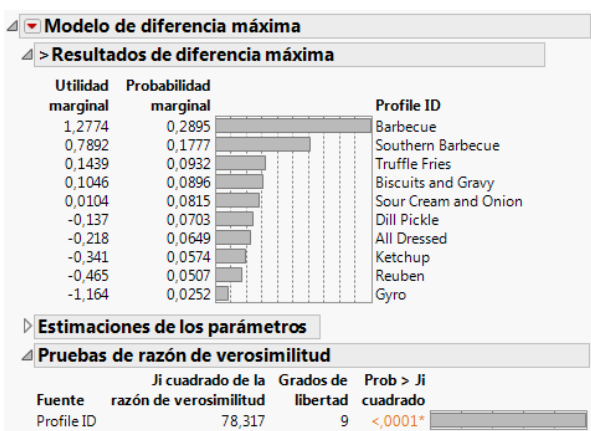 Modelo de diferencia máxima
> Resultados de diferencia máxima
Utilidad marginal Probabilidad marginal Profile ID
1,2774 0,2895 Barbecue
0,7892 0,1777 Southern Barbecue
0,1439 0,0932 Truffle Fries
0,1046 0,0896 Biscuits and Gravy
0,0104 0,0815 Sour Cream and Onion
-0,137 0,0703 Dill Pickle
-0,218 0,0649 All Dressed
-0,341 0,0574 Ketchup
-0,465 0,0507 Reuben
-1,164 0,0252 Gyro
Estimaciones de los parámetros
Pruebas de razón de verosimilitud
Fuente Ji cuadrado de la razón de verosimilitud Grados de libertad Prob > Ji cuadrado
Profile ID 78,317 9 <,0001*